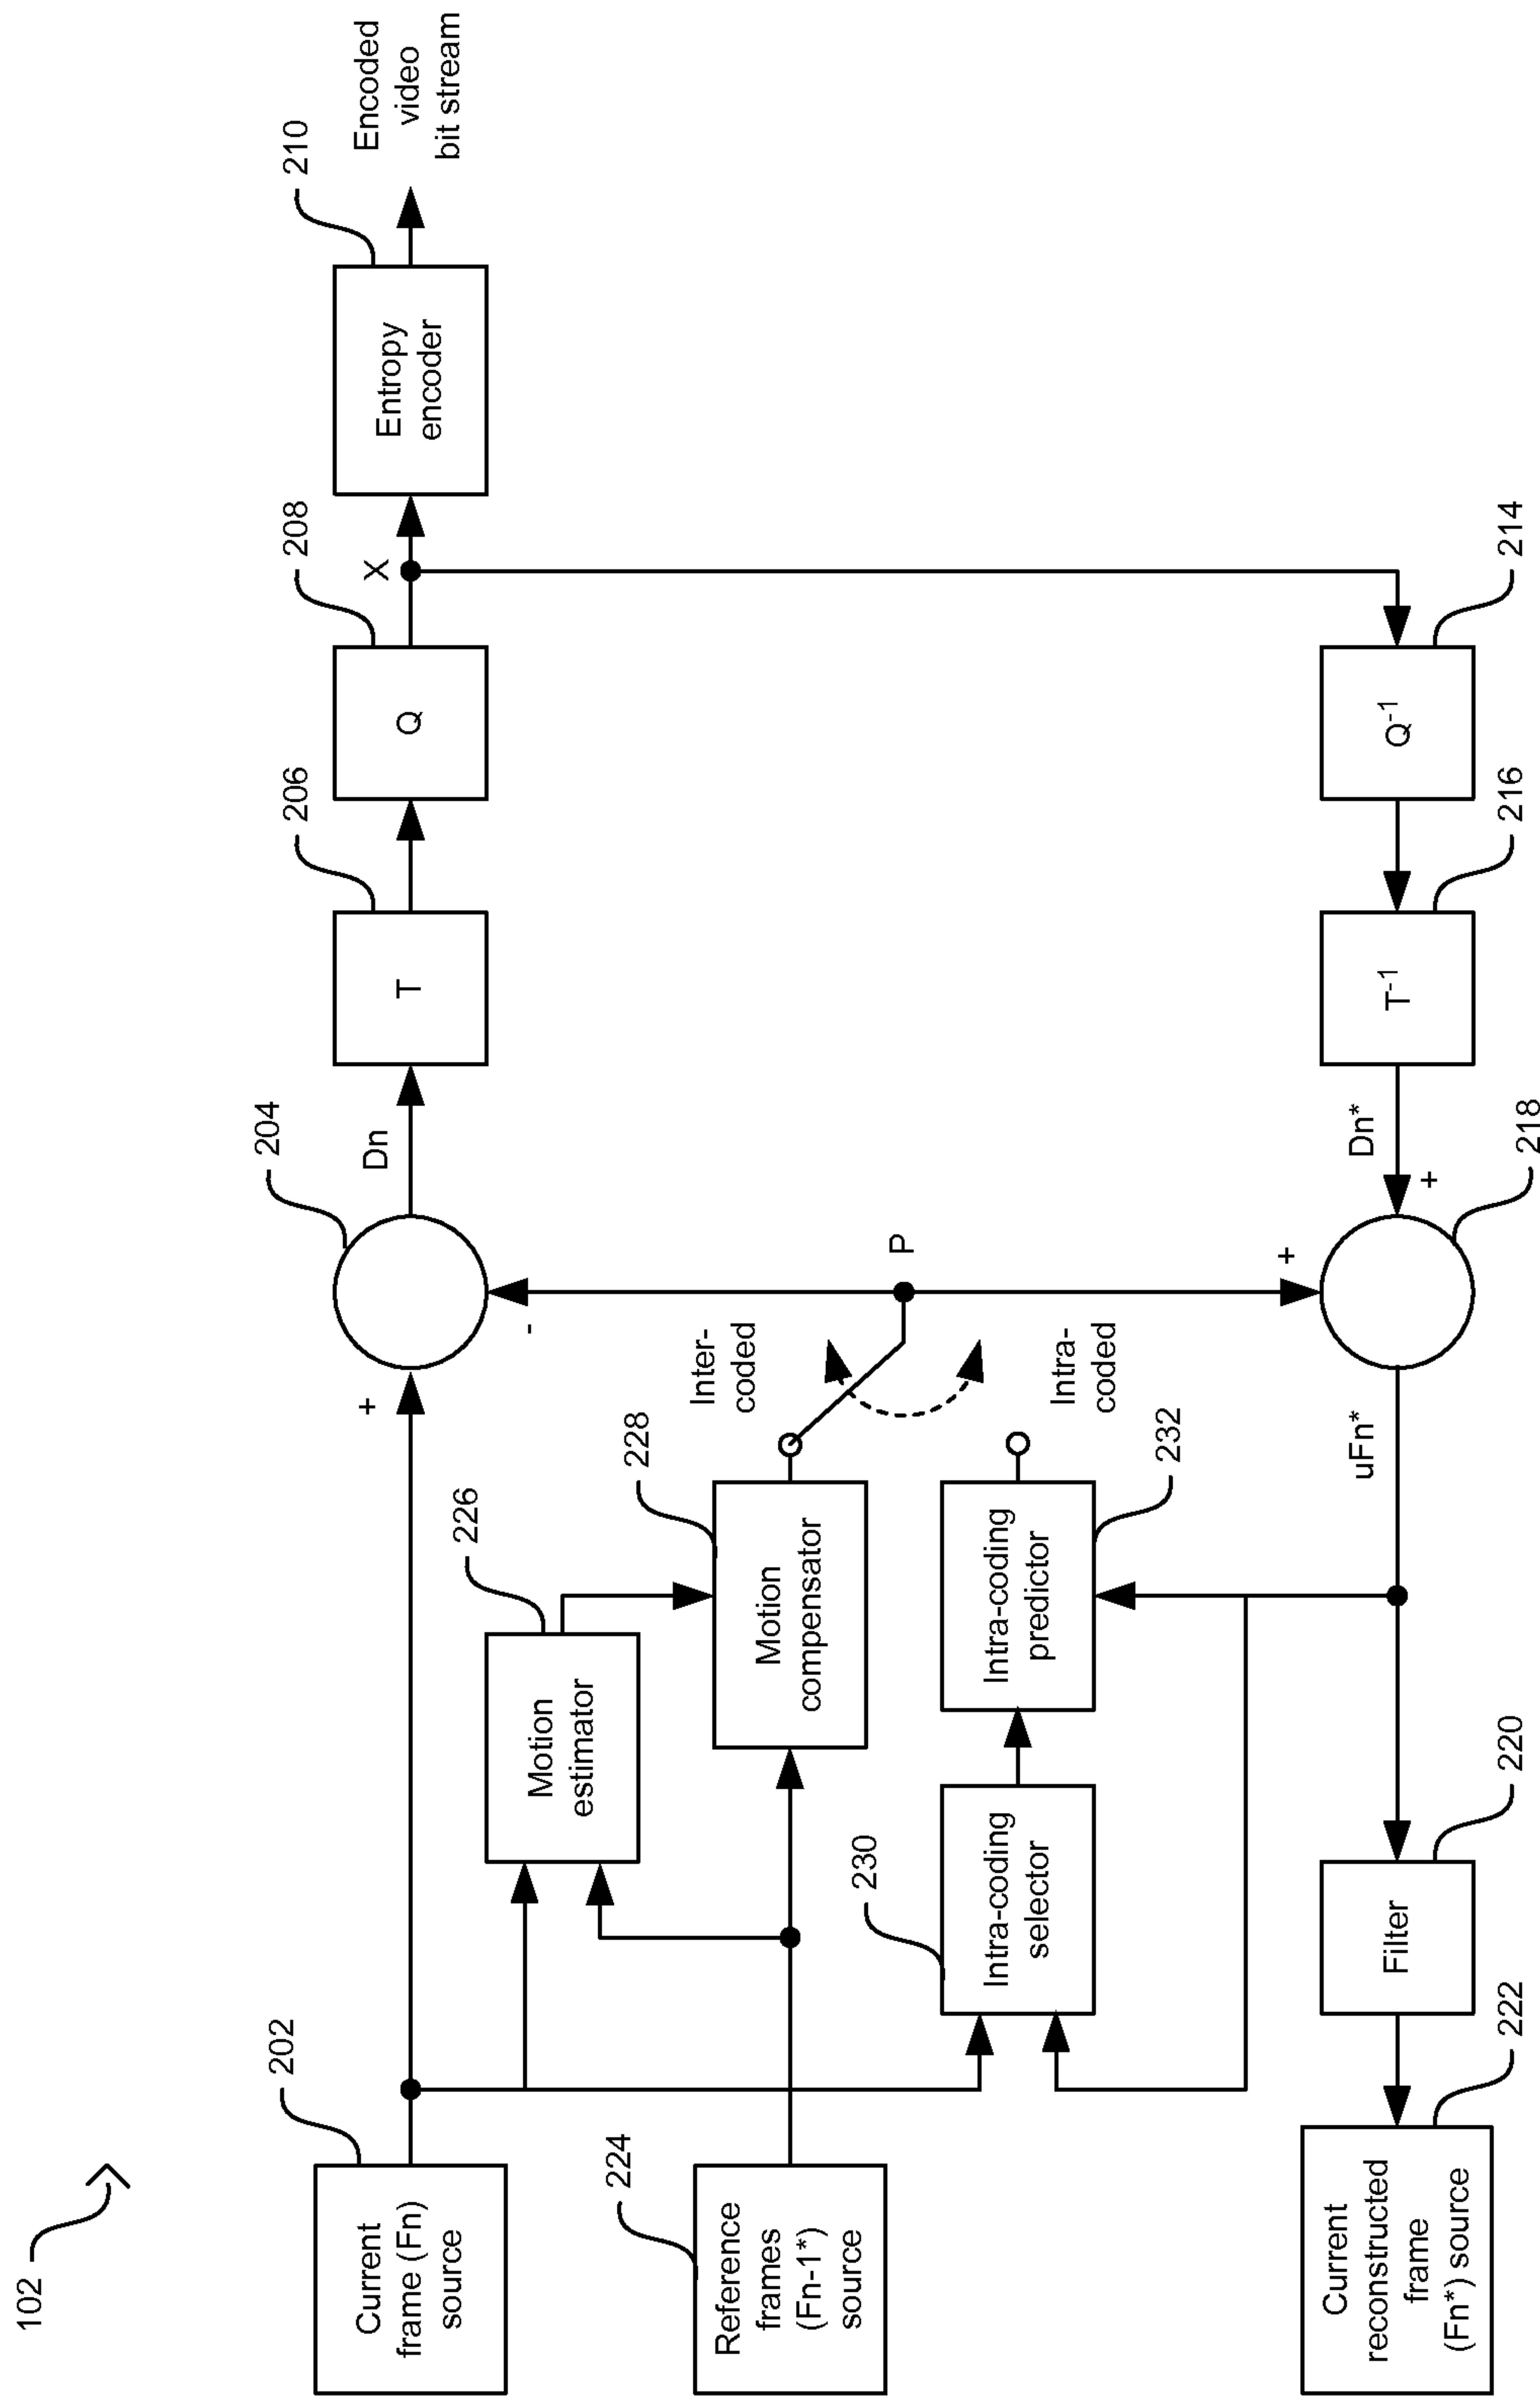 102
202
Current
frame (Fn)
source
+
204
-
Dn
206
T
208
Q
X
210
Entropy
encoder
Encoded
video
bit stream
226
Motion
estimator
224
Reference
frames
(Fn-1*)
source
228
Motion
compensator
Inter-
coded
P
230
Intra-coding
selector
232
Intra-coding
predictor
Intra-
coded
+
222
Current
reconstructed
frame
(Fn*) source
220
Filter
uFn*
218
+
Dn*
216
T-1
214
Q-1